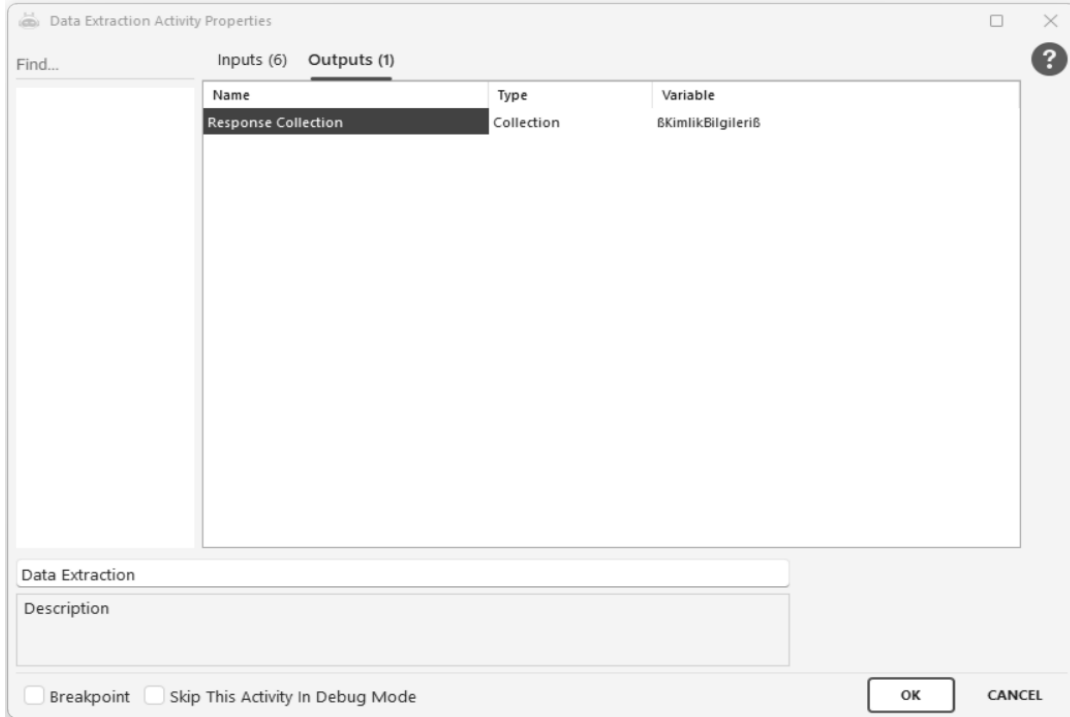 Data Extraction Activity Properties
Find...
Inputs (6) Outputs (1)
?
Name Type Variable
Response Collection Collection ßKimlikBilgileriß
Data Extraction
Description
Breakpoint Skip This Activity In Debug Mode
OK CANCEL